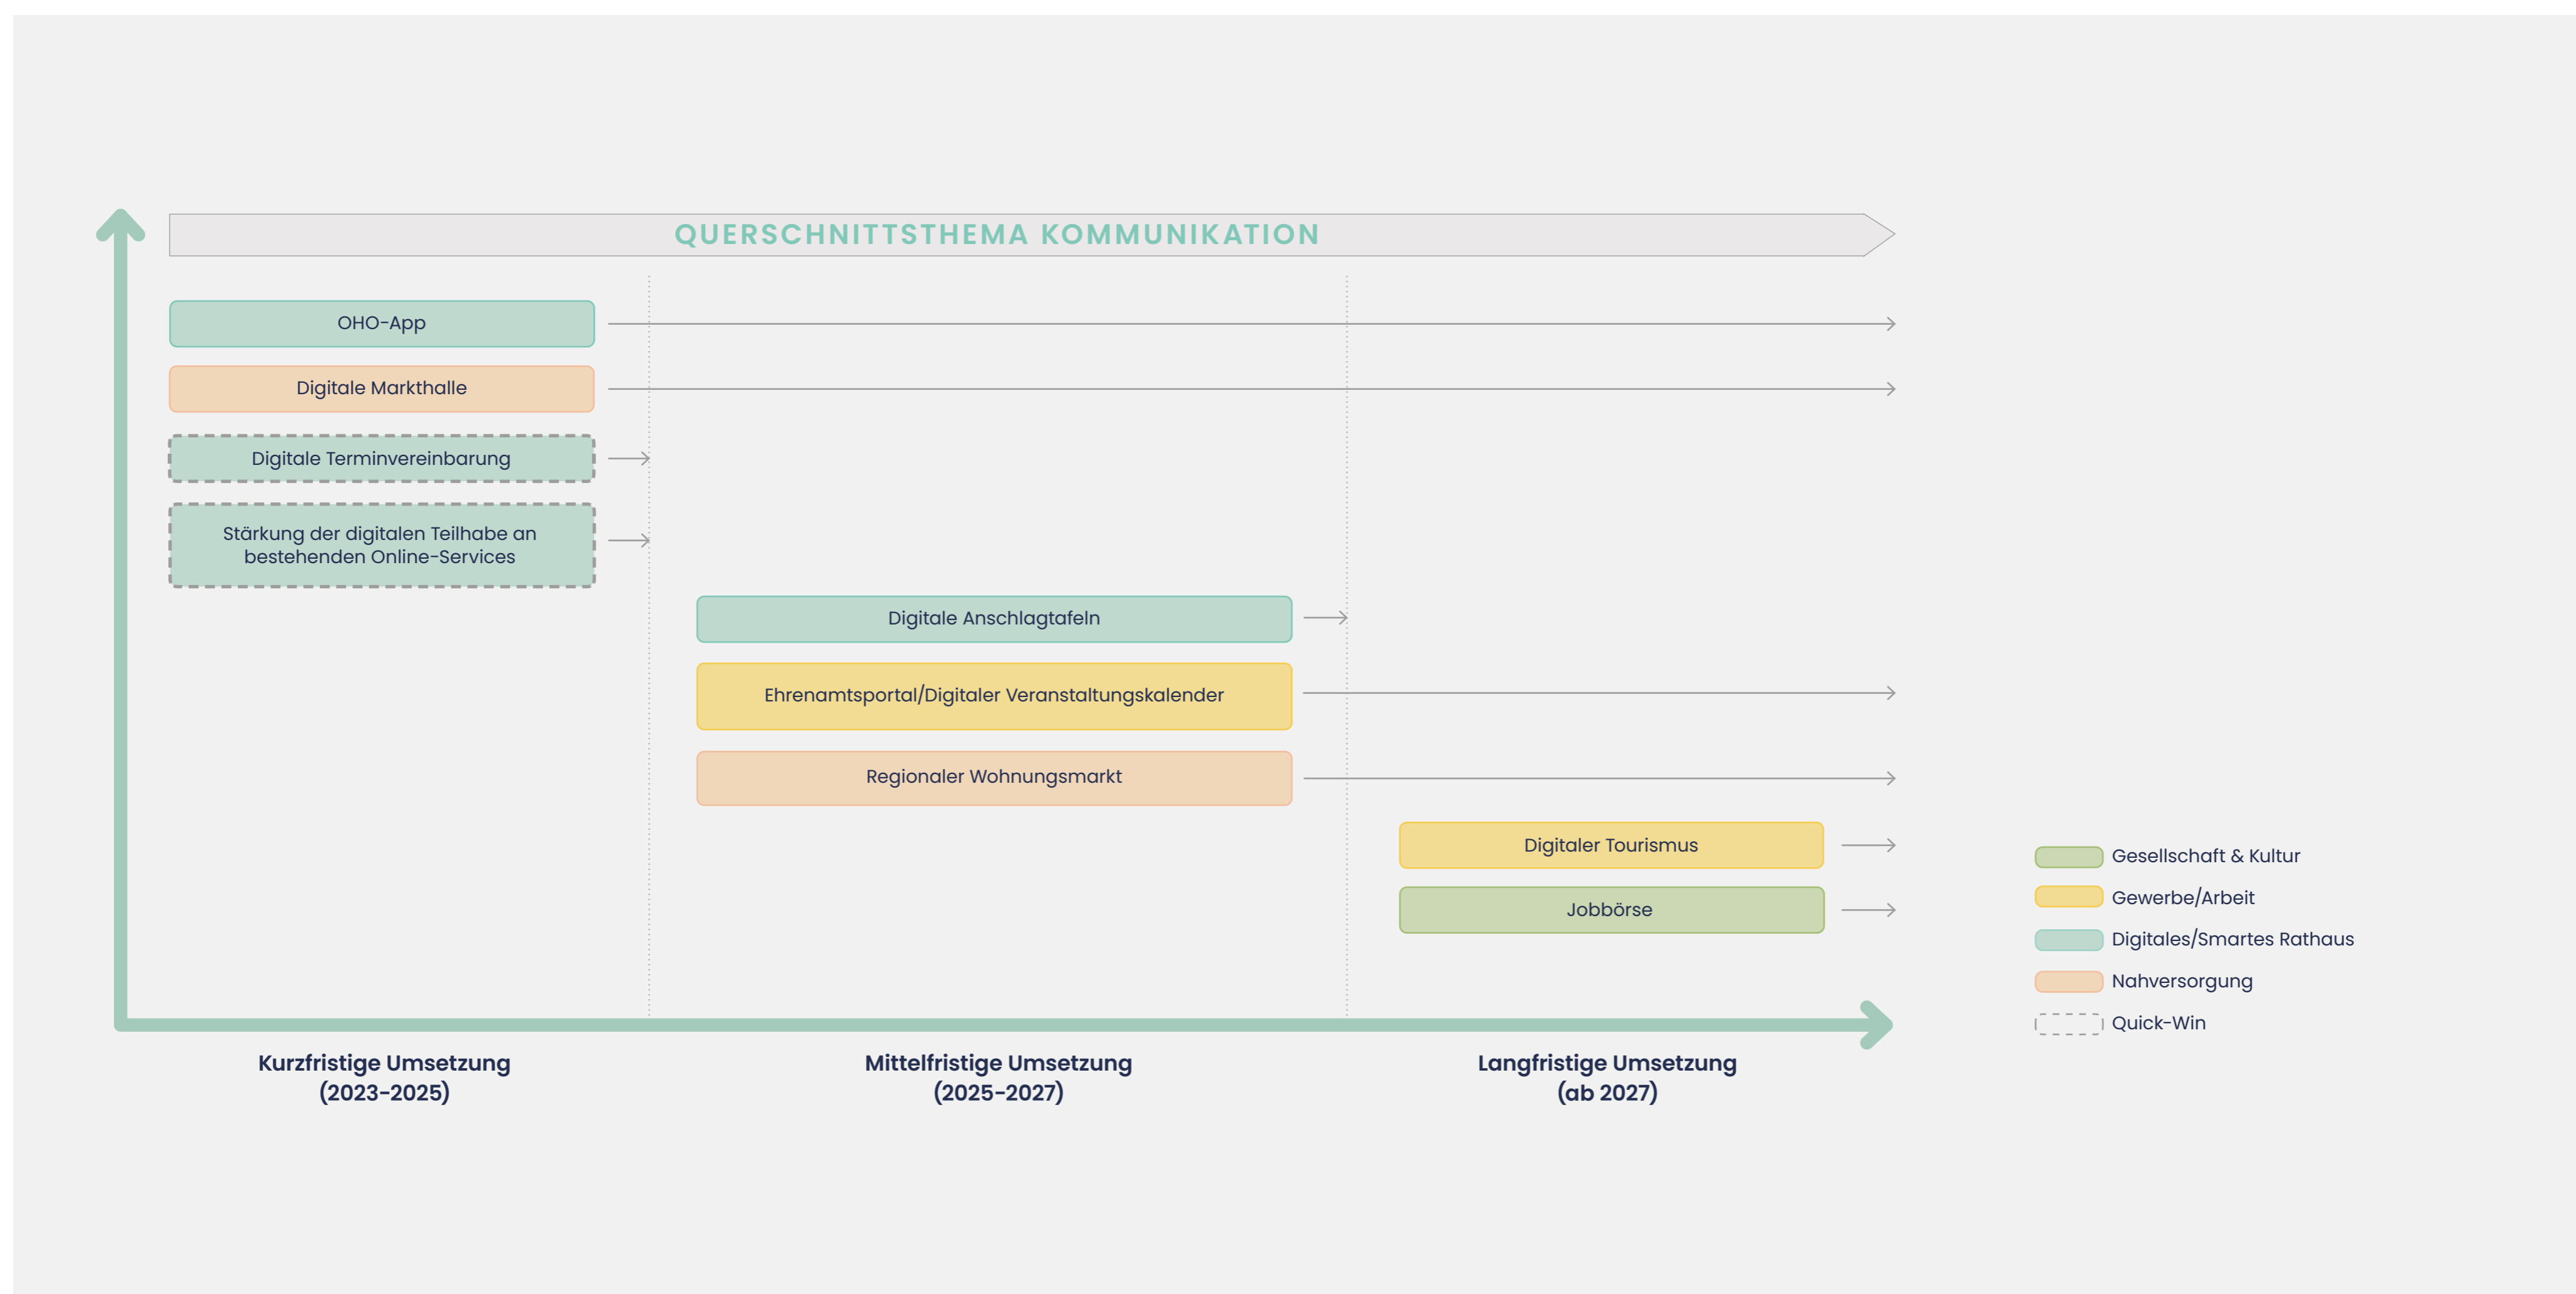 QUERSCHNITTSTHEMA KOMMUNIKATION
OHO-App
Digitale Markthalle
Digitale Terminvereinbarung
Stärkung der digitalen Teilhabe an
bestehenden Online-Services
Digitale Anschlagtafeln
Ehrenamtsportal/Digitaler Veranstaltungskalender
Regionaler Wohnungsmarkt
Digitaler Tourismus
Jobbörse
Gesellschaft & Kultur
Gewerbe/Arbeit
Digitales/Smartes Rathaus
Nahversorgung
Quick-Win
Kurzfristige Umsetzung
(2023-2025)
Mittelfristige Umsetzung
(2025-2027)
Langfristige Umsetzung
(ab 2027)